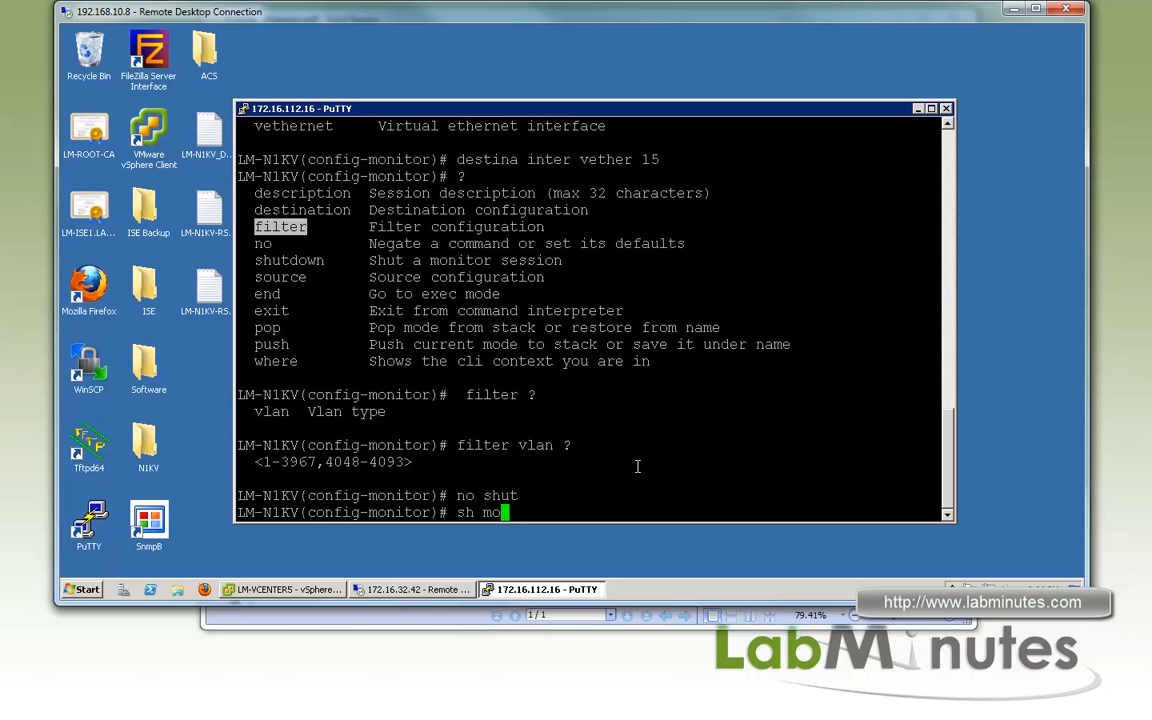 192.168.10.8 - Remote Desktop Connection
Recycle Bin
FileZilla Server
Interface
ACS
LM-ROOT-CA
VMware
vSphere Client
LM-N1KV_D...
LM-ISE1.LA...
ISE Backup
LM-N1KV-RS...
Mozilla Firefox
ISE
LM-N1KV-RS...
WinSCP
Software
Tftpd64
N1KV
PuTTY
SnmpB
172.16.112.16 - PuTTY
vethernet Virtual ethernet interface
LM-N1KV(config-monitor)# destina inter vether 15
LM-N1KV(config-monitor)# ?
description Session description (max 32 characters)
destination Destination configuration
filter Filter configuration
no Negate a command or set its defaults
shutdown Shut a monitor session
source Source configuration
end Go to exec mode
exit Exit from command interpreter
pop Pop mode from stack or restore from name
push Push current mode to stack or save it under name
where Shows the cli context you are in
LM-N1KV(config-monitor)# filter ?
vlan Vlan type
LM-N1KV(config-monitor)# filter vlan ?
<1-3967,4048-4093>
LM-N1KV(config-monitor)# no shut
LM-N1KV(config-monitor)# sh mo
Start
LM-VCENTER5 - vSphere...
172.16.32.42 - Remote ...
172.16.112.16 - PuTTY
1 / 1
79.41%
http://www.labminutes.com
LabMinutes